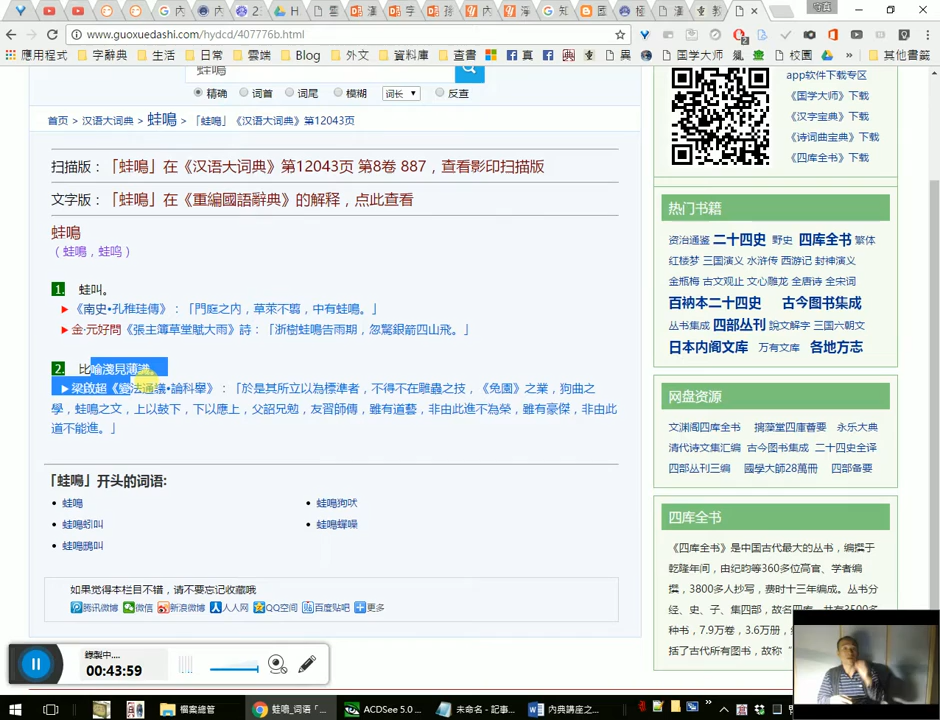 www.guoxuedashi.com/hydcd/407776b.html
應用程式 字辭典 生活 日常 雲端 Blog 外文 資料庫 查書 真 典 異 国学大师 校園 其他書籤
蚌鳴
精确 词首 词尾 模糊 词长 反查
首页 > 汉语大词典 > 蛙鳴 > 「蛙鳴」《汉语大词典》第12043页
扫描版：「蛙鳴」在《汉语大词典》第12043页 第8卷 887，查看影印扫描版
文字版：「蛙鳴」在《重編國語辭典》的解释，点此查看
蛙鳴
（ 蛙鳴，蛙鸣 ）
1. 蛙叫。
►《南史•孔稚珪傳》：「門庭之内，草萊不翦，中有蛙鳴。」
►金·元好問《張主簿草堂賦大雨》詩：「浙樹蛙鳴告雨期，忽驚銀箭四山飛。」
2. 比喻淺見薄識。
►梁啟超《變法通議•論科舉》：「於是其所立以為標準者，不得不在雕蟲之技，《兔園》之業，狗曲之
學，蛙鳴之文，上以鼓下，下以應上，父詔兄勉，友習師傳，雖有道藝，非由此進不為榮，雖有豪傑，非由此
道不能進。」
「蛙鳴」开头的词语:
• 蛙鳴
• 蛙鳴狗吠
• 蛙鳴蚓叫
• 蛙鳴蟬噪
• 蛙鳴鴟叫
如果觉得本栏目不错，请不要忘记收藏哦
腾讯微博 微信 新浪微博 人人网 QQ空间 百度贴吧 更多
app软件下载专区
《国学大师》下载
《汉字宝典》下载
《诗词曲宝典》下载
《四库全书》下载
热门书籍
资治通鉴 二十四史 野史 四库全书 繁体
红楼梦 三国演义 水浒传 西游记 封神演义
金瓶梅 古文观止 文心雕龙 全唐诗 全宋词
百衲本二十四史 古今图书集成
丛书集成 四部丛刊 説文解字 三国六朝文
日本内阁文库 万有文库 各地方志
网盘资源
文渊阁四库全书 摛藻堂四庫薈要 永乐大典
清代诗文集汇编 古今图书集成 二十四史全译
四部丛刊三编 國學大師28萬冊 四部备要
四库全书
《四库全书》是中国古代最大的丛书，编撰于
乾隆年间，由纪昀等360多位高官、学者编
撰，3800多人抄写，费时十三年编成。丛书分
经、史、子、集四部，故名四库。共有3500多
种书，7.9万卷，3.6万册，
括了古代所有图书，故称“
錄製中....
00:43:59
檔案總管
蛙鳴_词语「...
ACDSee 5.0 ...
未命名 - 記事...
內典講座之...